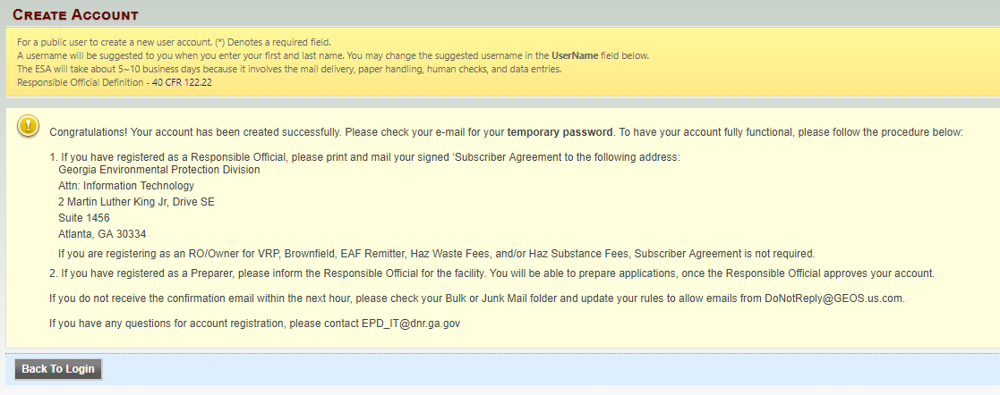 Create Account
For a public user to create a new user account. (*) Denotes a required field.
A username will be suggested to you when you enter your first and last name. You may change the suggested username in the UserName field below.
The ESA will take about 5~10 business days because it involves the mail delivery, paper handling, human checks, and data entries.
Responsible Official Definition - 40 CFR 122.22
Congratulations! Your account has been created successfully. Please check your e-mail for your temporary password. To have your account fully functional, please follow the procedure below:
1. If you have registered as a Responsible Official, please print and mail your signed ‘Subscriber Agreement to the following address:
Georgia Environmental Protection Division
Attn: Information Technology
2 Martin Luther King Jr, Drive SE
Suite 1456
Atlanta, GA 30334
If you are registering as an RO/Owner for VRP, Brownfield, EAF Remitter, Haz Waste Fees, and/or Haz Substance Fees, Subscriber Agreement is not required.
2. If you have registered as a Preparer, please inform the Responsible Official for the facility. You will be able to prepare applications, once the Responsible Official approves your account.
If you do not receive the confirmation email within the next hour, please check your Bulk or Junk Mail folder and update your rules to allow emails from DoNotReply@GEOS.us.com.
If you have any questions for account registration, please contact EPD_IT@dnr.ga.gov
Back To Login